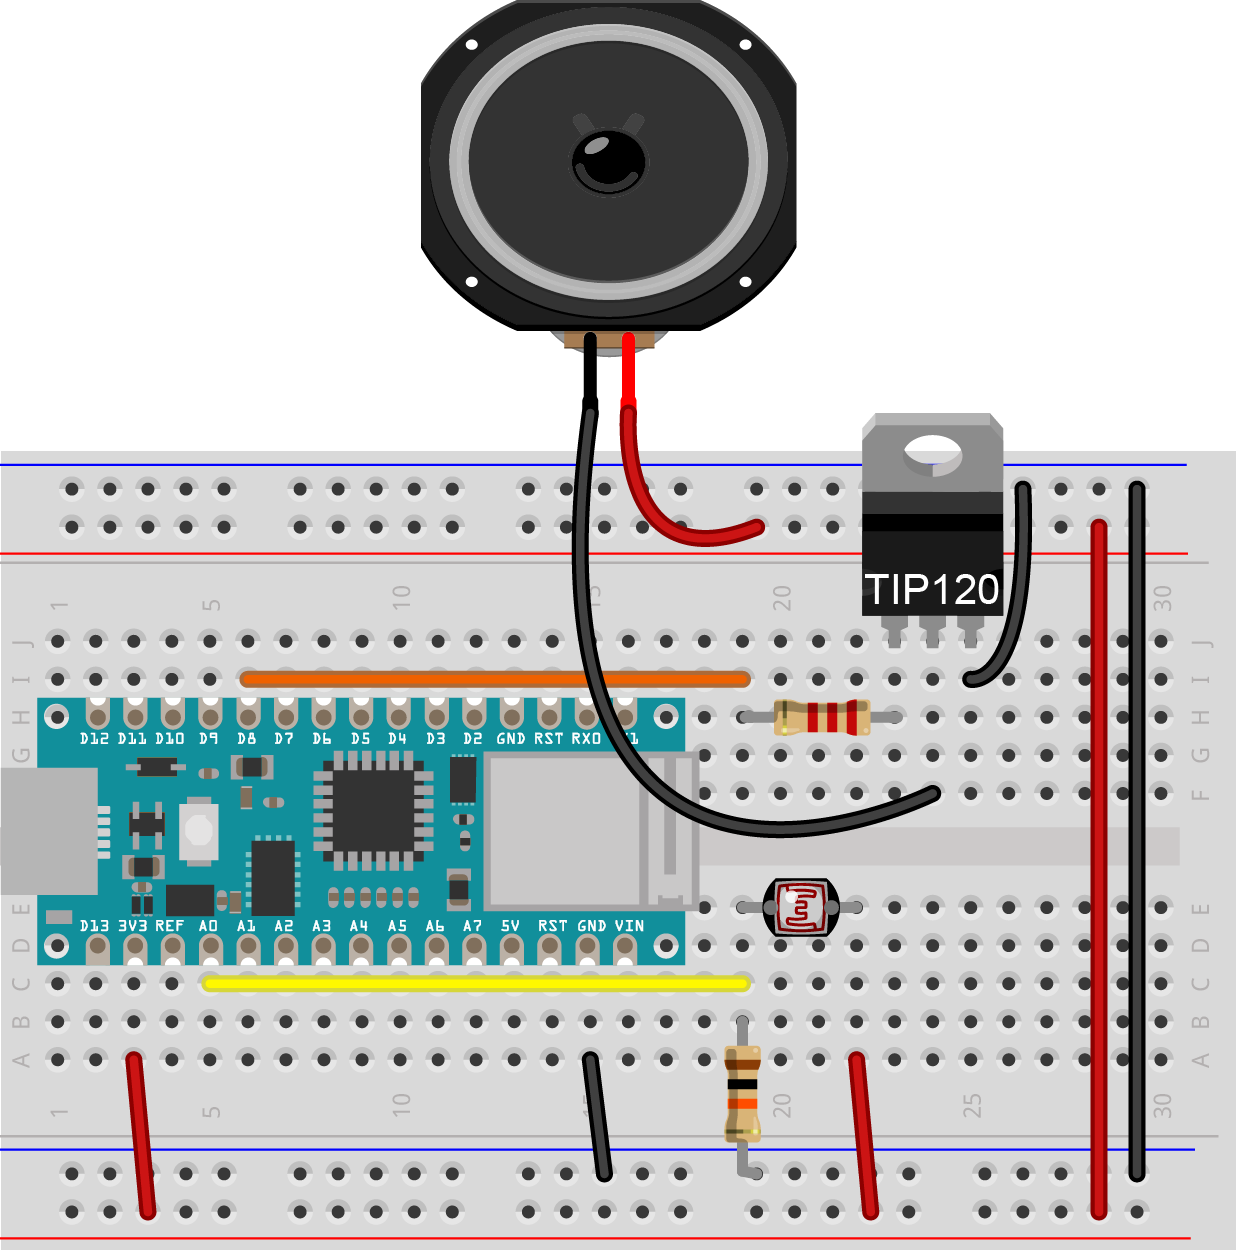 TIP120
1 5 10 15 20 30
J J
I I
H H
D12 D11 D10 D9 D8 D7 D6 D5 D4 D3 D2 GND RST RX0 1
G G
F F
E E
D13 3V3 REF A0 A1 A2 A3 A4 A5 A6 A7 5V RST GND VIN
D D
C C
B B
A A
1 5 10 15 20 25 30